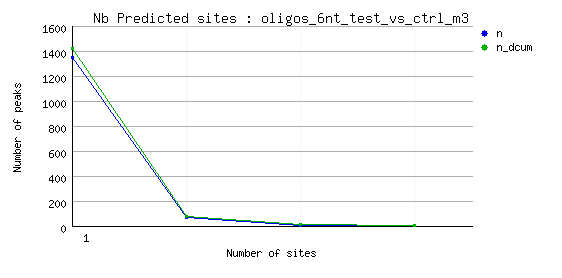 Nb Predicted sites : oligos_6nt_test_vs_ctrl_m3
n
n_dcum
1600
1400
1200
1000
800
600
400
200
0
1
Number of peaks
Number of sites